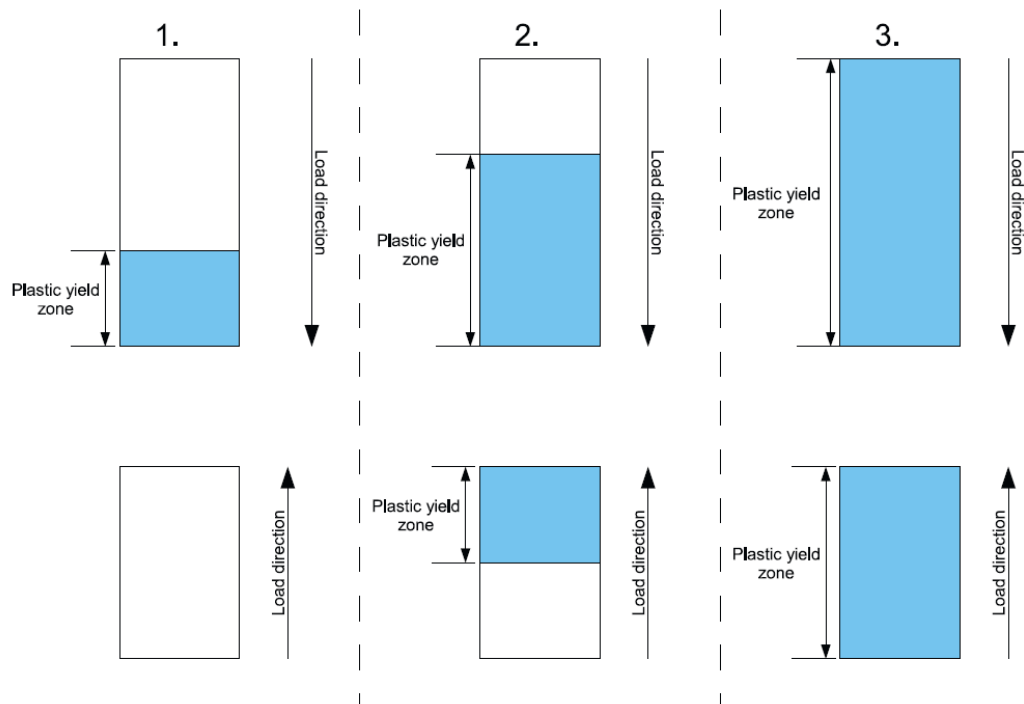 1.
2.
3.
Load direction
Load direction
Load direction
Plastic yield
zone
Plastic yield
zone
Plastic yield
zone
Load direction
Load direction
Load direction
Plastic yield
zone
Plastic yield
zone